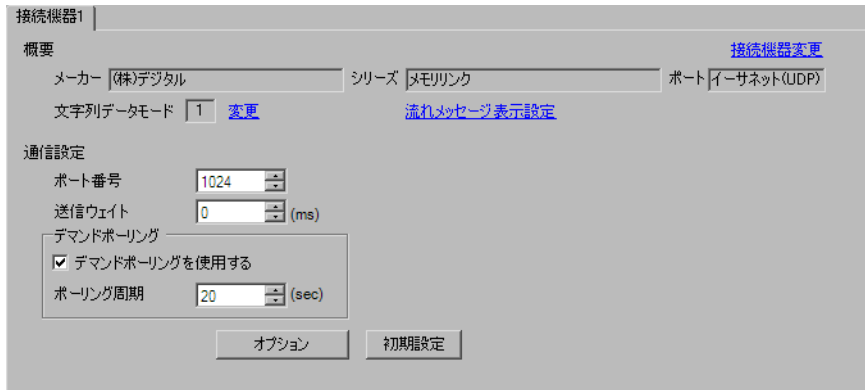 接続機器1
概要 接続機器変更
メーカー (株)デジタル シリーズ メモリリンク ポート イーサネット(UDP)
文字列データモード 1 変更 流れメッセージ表示設定
通信設定
ポート番号 1024
送信ウェイト 0 (ms)
デマンドポーリング
デマンドポーリングを使用する
ポーリング周期 20 (sec)
オプション 初期設定